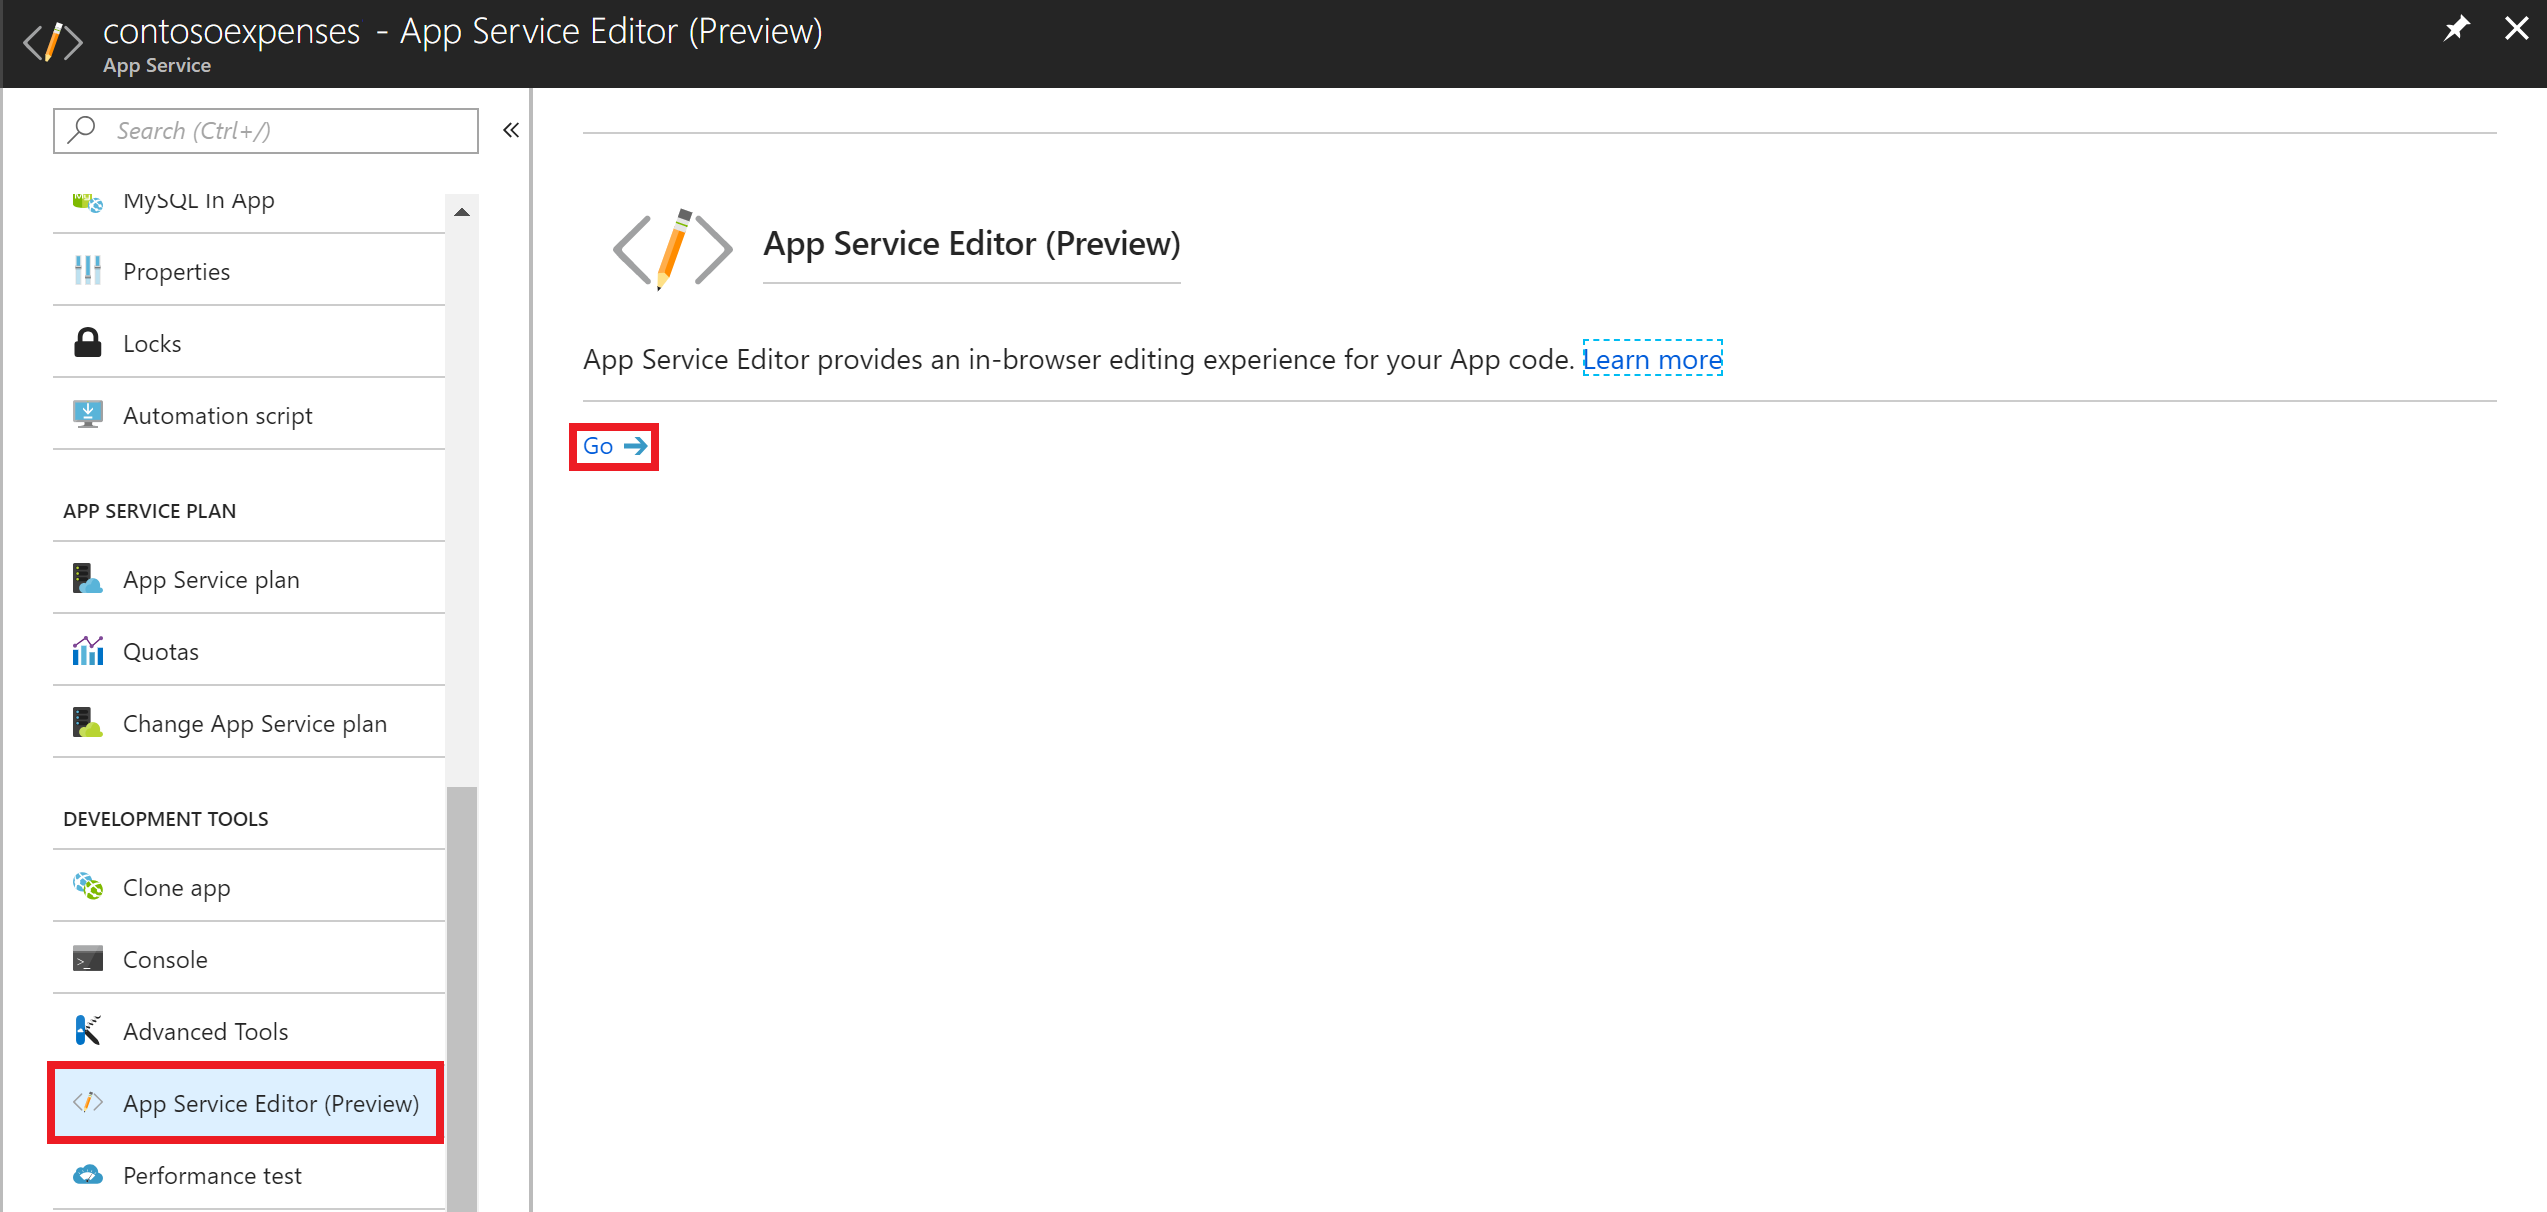 contosoexpenses - App Service Editor (Preview)
App Service
Search (Ctrl+/)
«
MySQL In App
Properties
Locks
Automation script
APP SERVICE PLAN
App Service plan
Quotas
Change App Service plan
DEVELOPMENT TOOLS
Clone app
Console
Advanced Tools
App Service Editor (Preview)
Performance test
App Service Editor (Preview)
App Service Editor provides an in-browser editing experience for your App code. Learn more
Go →